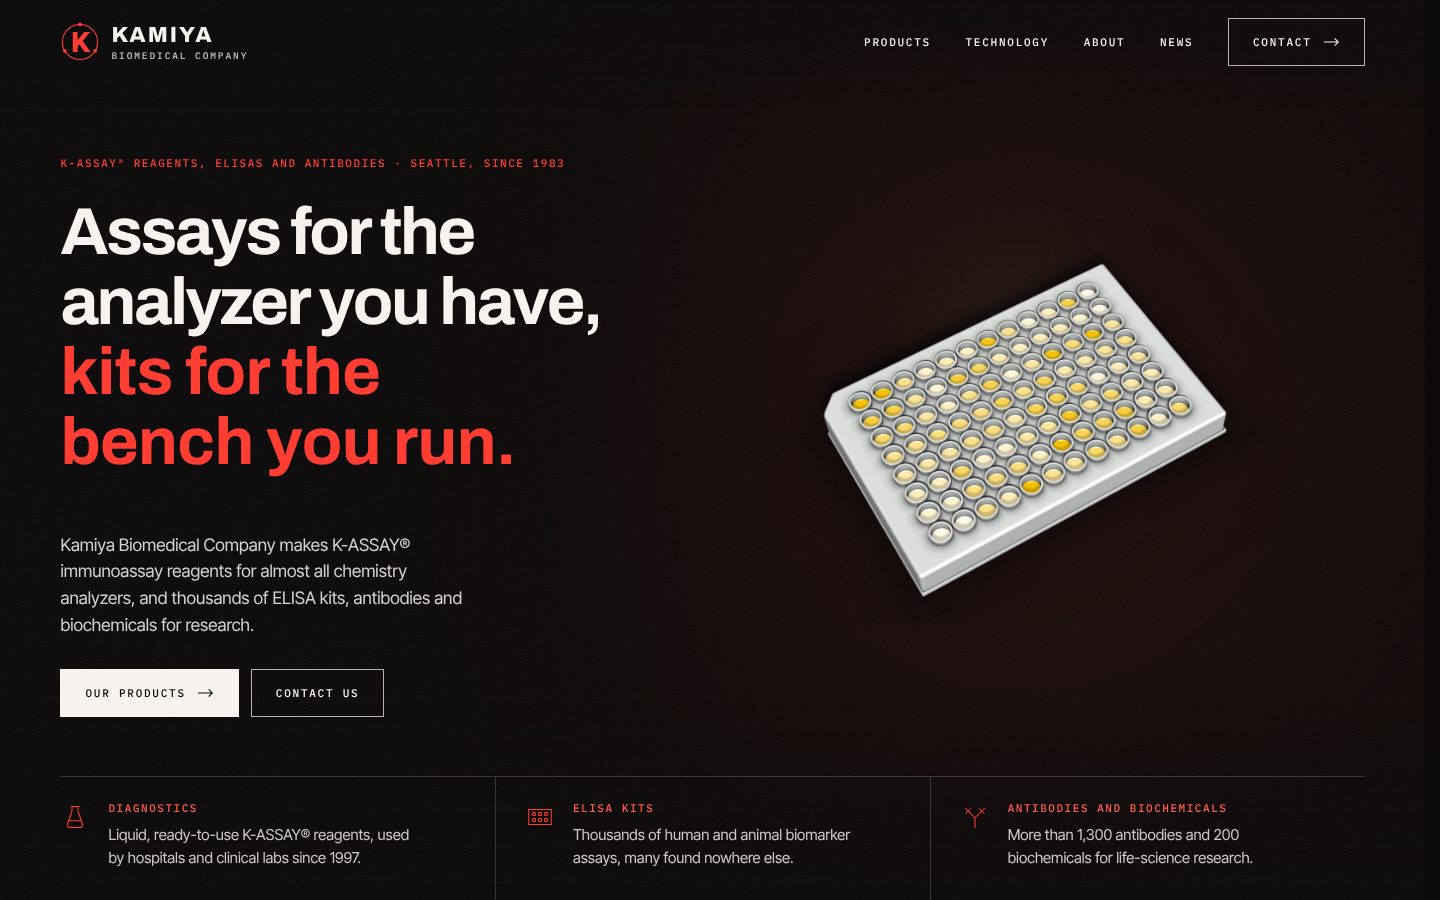 KAMIYA
BIOMEDICAL COMPANY
PRODUCTS
TECHNOLOGY
ABOUT
NEWS
CONTACT
K-ASSAY® REAGENTS, ELISAS AND ANTIBODIES · SEATTLE, SINCE 1983
Assays for the
analyzer you have,
kits for the
bench you run.
Kamiya Biomedical Company makes K-ASSAY®
immunoassay reagents for almost all chemistry
analyzers, and thousands of ELISA kits, antibodies and
biochemicals for research.
OUR PRODUCTS
CONTACT US
DIAGNOSTICS
Liquid, ready-to-use K-ASSAY® reagents, used
by hospitals and clinical labs since 1997.
ELISA KITS
Thousands of human and animal biomarker
assays, many found nowhere else.
ANTIBODIES AND BIOCHEMICALS
More than 1,300 antibodies and 200
biochemicals for life-science research.